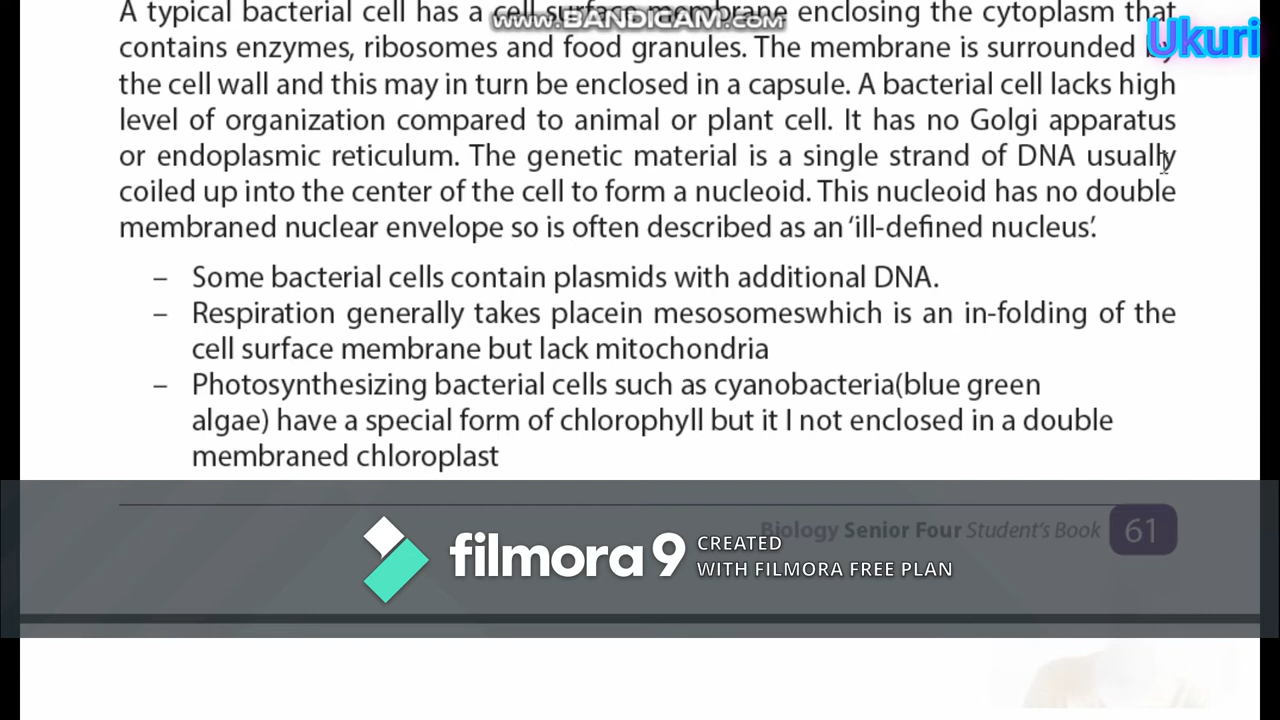 A typical bacterial cell has a cell surface membrane enclosing the cytoplasm that
www.BANDICAM.com
contains enzymes, ribosomes and food granules. The membrane is surrounded by
Ukuri
the cell wall and this may in turn be enclosed in a capsule. A bacterial cell lacks high
level of organization compared to animal or plant cell. It has no Golgi apparatus
or endoplasmic reticulum. The genetic material is a single strand of DNA usually
coiled up into the center of the cell to form a nucleoid. This nucleoid has no double
membraned nuclear envelope so is often described as an ‘ill-defined nucleus’.
– Some bacterial cells contain plasmids with additional DNA.
– Respiration generally takes placein mesosomeswhich is an in-folding of the
cell surface membrane but lack mitochondria
– Photosynthesizing bacterial cells such as cyanobacteria(blue green
algae) have a special form of chlorophyll but it I not enclosed in a double
membraned chloroplast
Biology Senior Four Student’s Book 61
filmora 9 CREATED
WITH FILMORA FREE PLAN